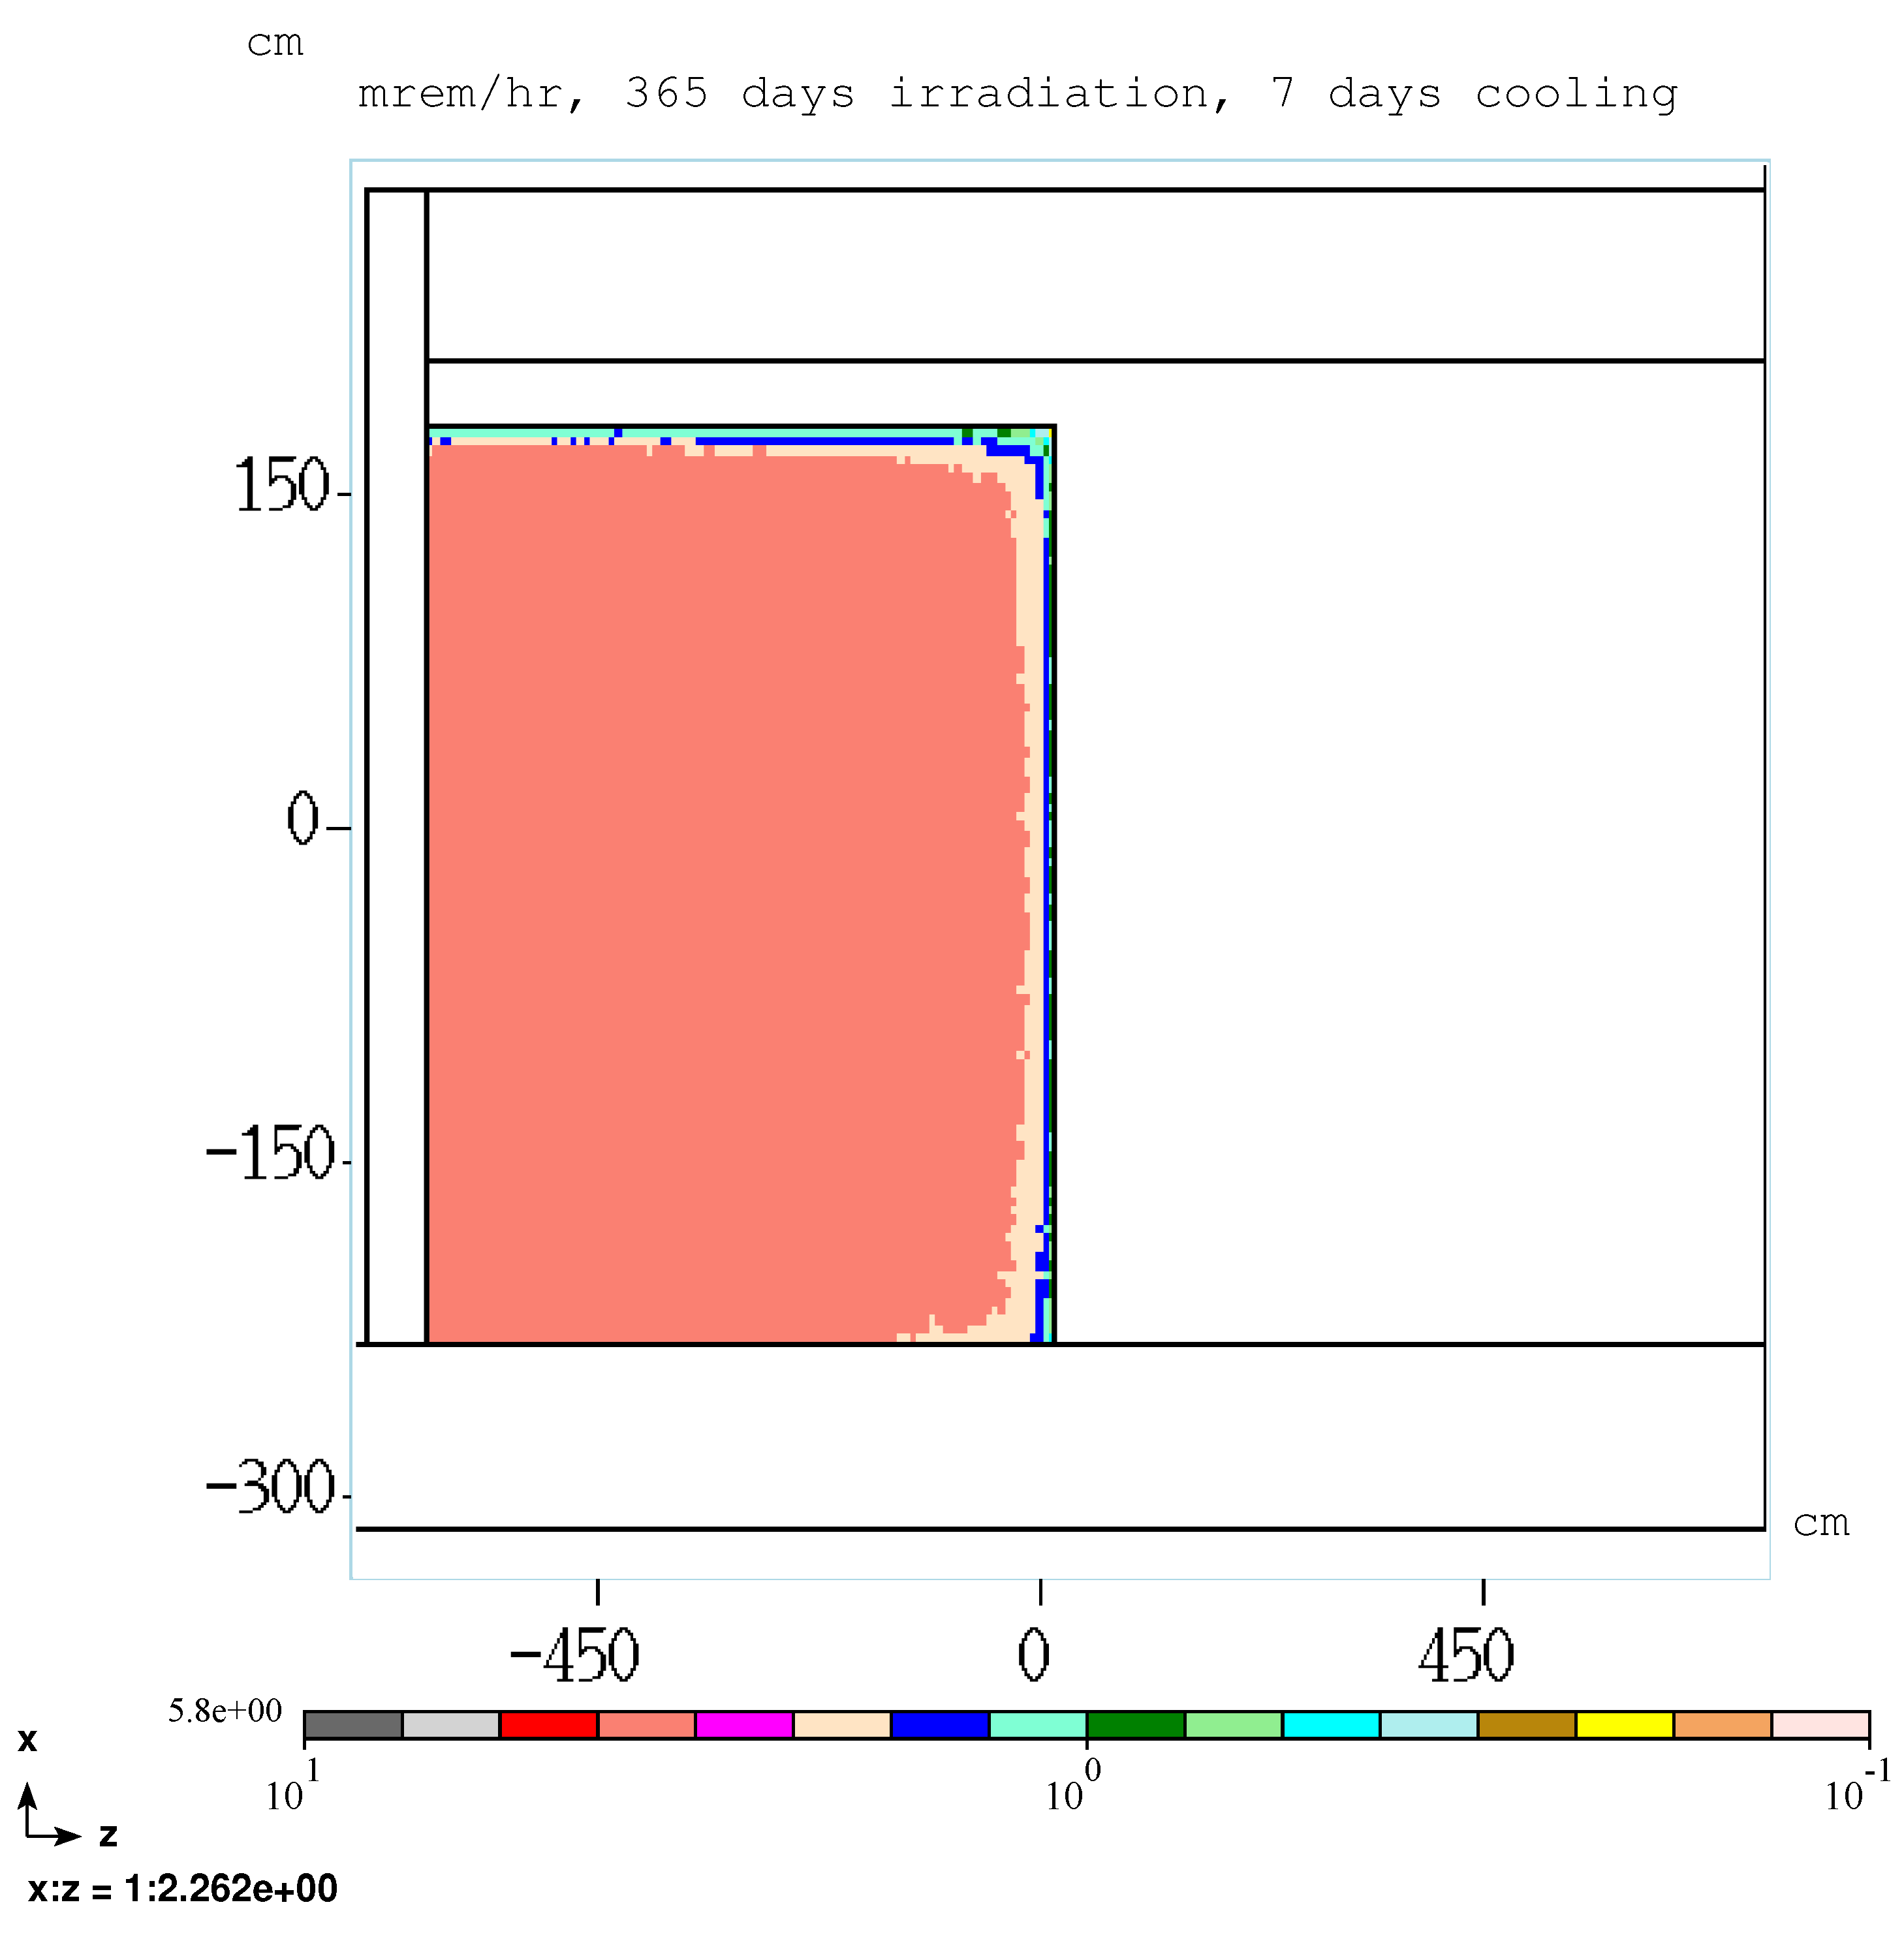 cm
mrem/hr, 365 days irradiation, 7 days cooling
150
0
-150
-300
cm
-450 0 450
5.8e+00
10^1 10^0 10^-1
x
z
x:z = 1:2.262e+00